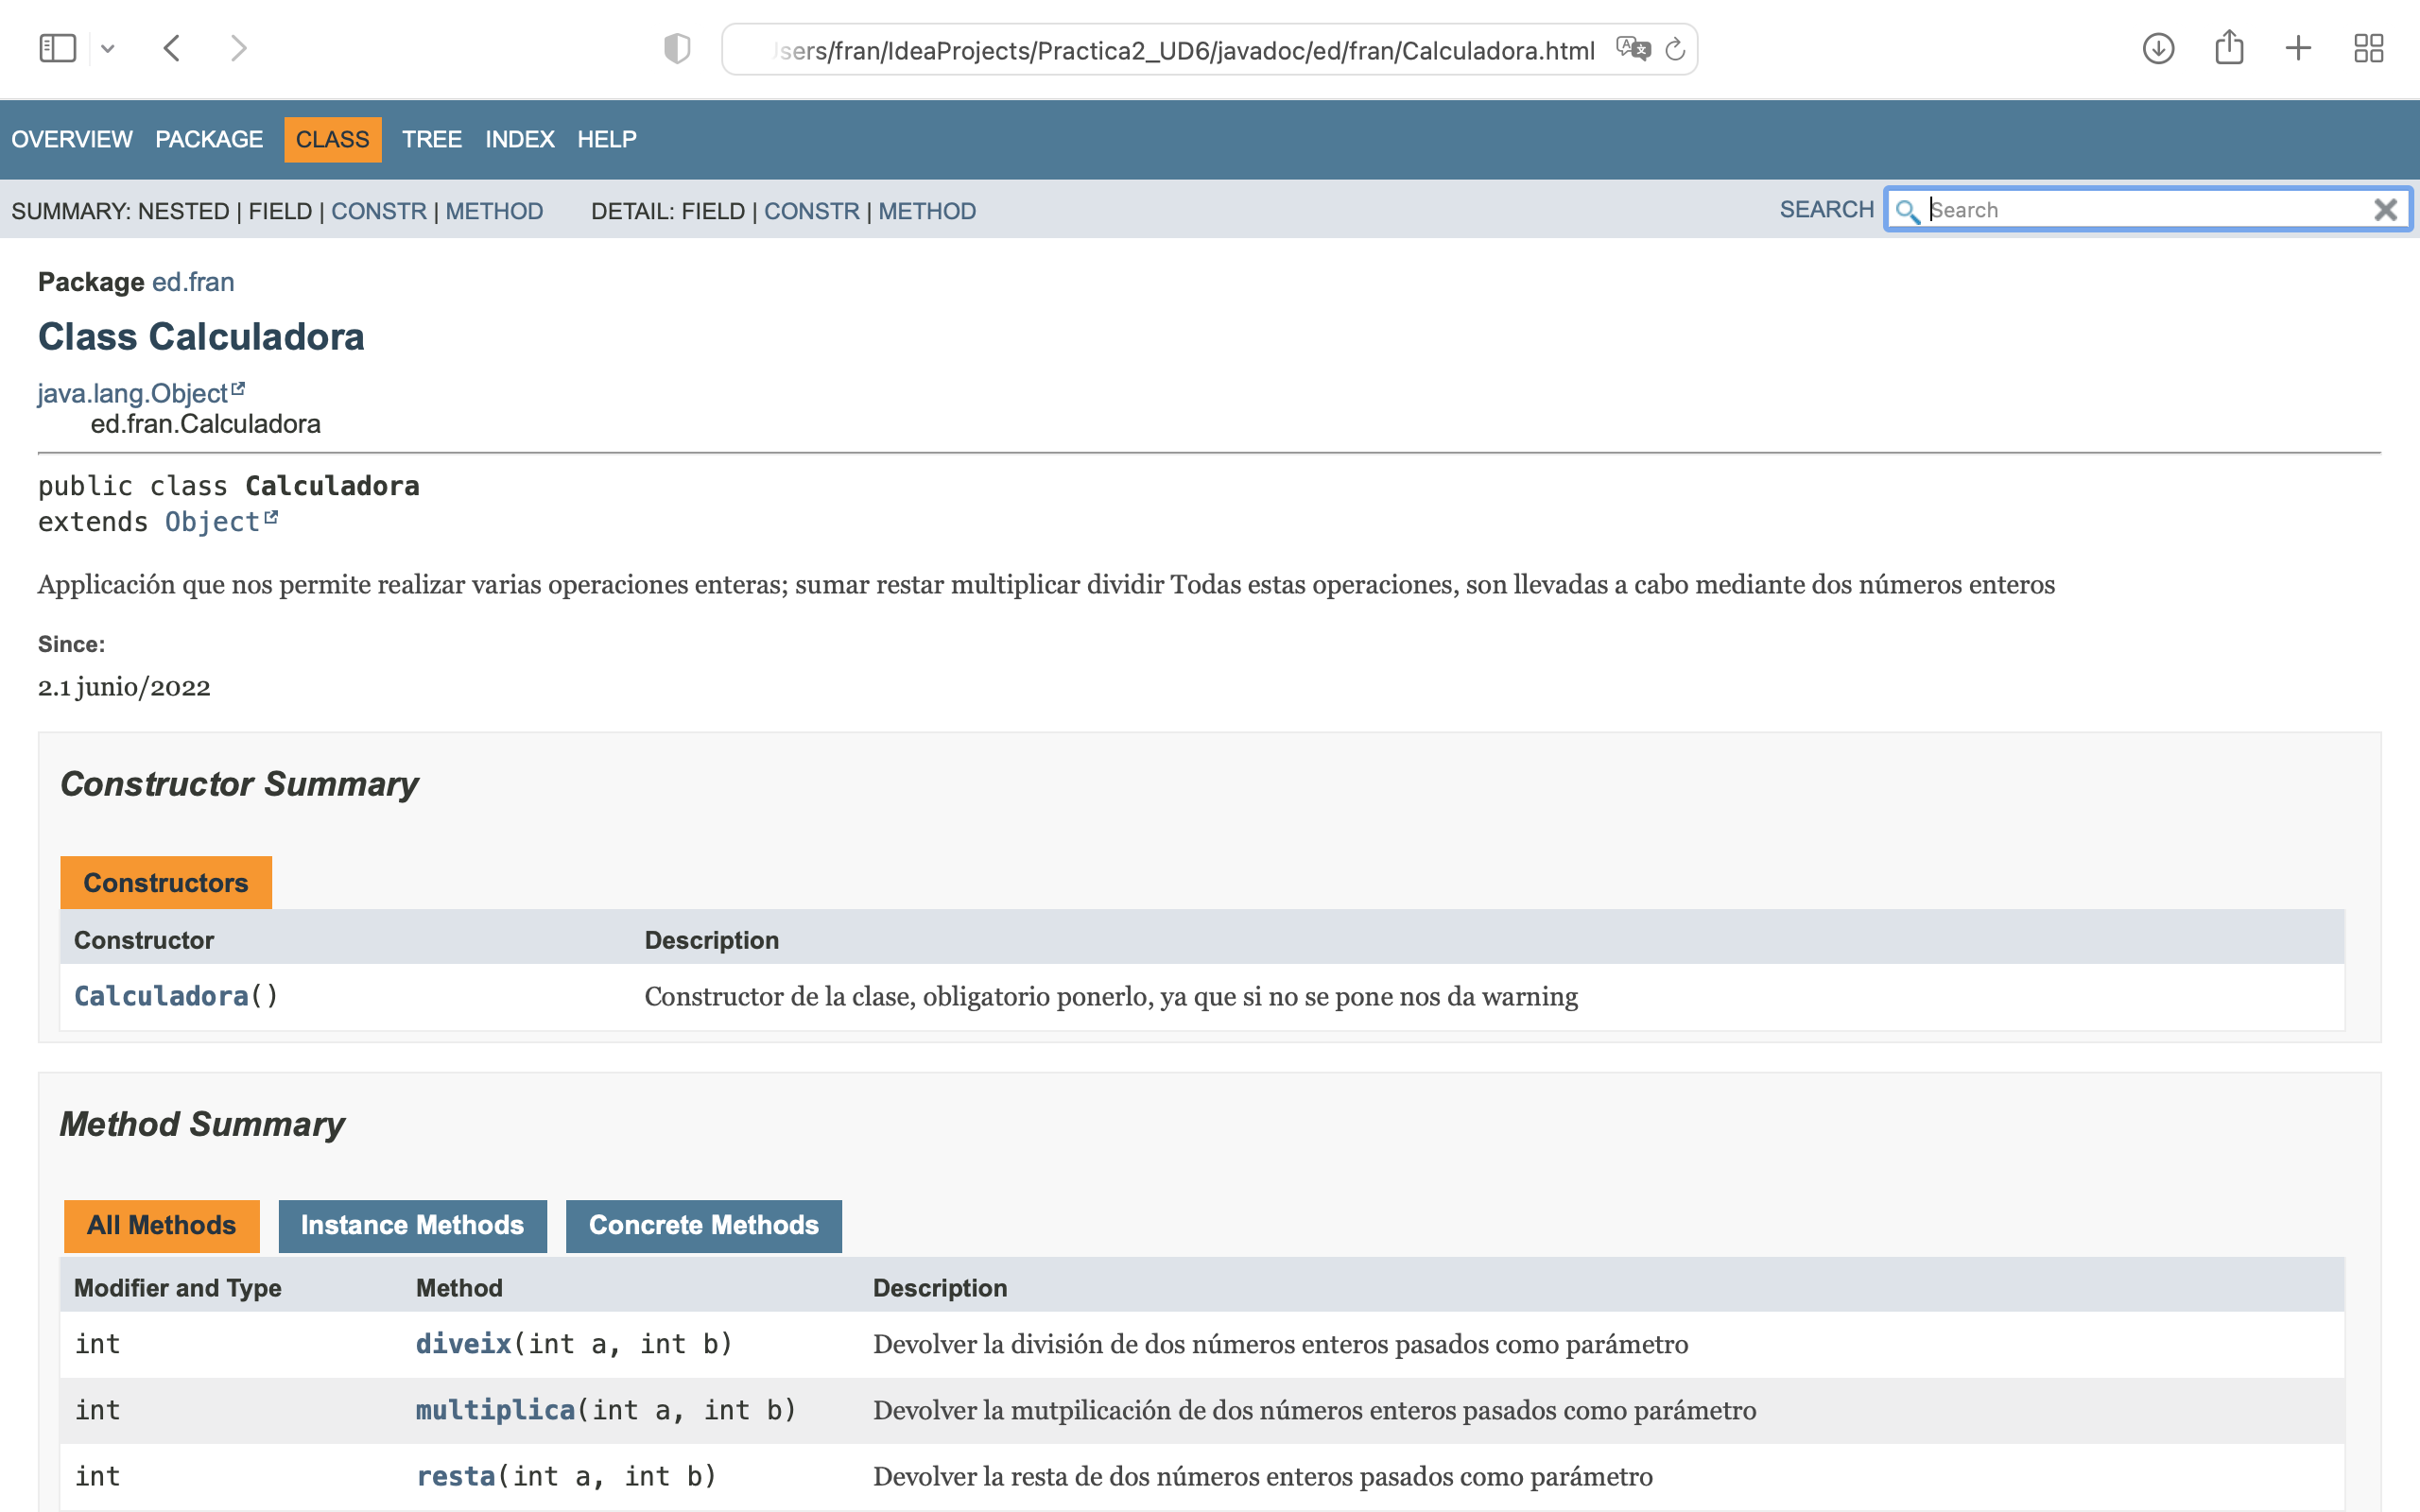 sers/fran/IdeaProjects/Practica2_UD6/javadoc/ed/fran/Calculadora.html
OVERVIEW PACKAGE CLASS TREE INDEX HELP
SUMMARY: NESTED | FIELD | CONSTR | METHOD DETAIL: FIELD | CONSTR | METHOD SEARCH Search
Package ed.fran
Class Calculadora
java.lang.Object
ed.fran.Calculadora
public class Calculadora
extends Object
Applicación que nos permite realizar varias operaciones enteras; sumar restar multiplicar dividir Todas estas operaciones, son llevadas a cabo mediante dos números enteros
Since:
2.1 junio/2022
Constructor Summary
Constructors
Constructor Description
Calculadora() Constructor de la clase, obligatorio ponerlo, ya que si no se pone nos da warning
Method Summary
All Methods Instance Methods Concrete Methods
Modifier and Type Method Description
int diveix(int a, int b) Devolver la división de dos números enteros pasados como parámetro
int multiplica(int a, int b) Devolver la mutpilicación de dos números enteros pasados como parámetro
int resta(int a, int b) Devolver la resta de dos números enteros pasados como parámetro